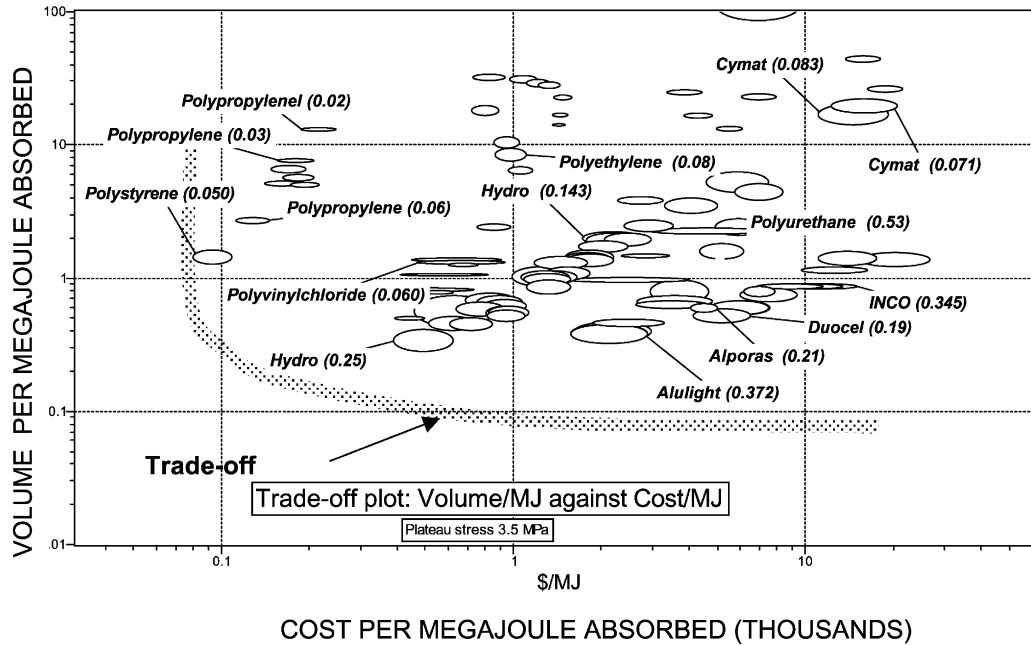 100
10
1
0.1
.01
VOLUME PER MEGAJOULE ABSORBED
Cymat (0.083)
Polypropylenel (0.02)
Polypropylene (0.03)
Polyethylene (0.08)
Cymat (0.071)
Polystyrene (0.050)
Hydro (0.143)
Polypropylene (0.06)
Polyurethane (0.53)
Polyvinylchloride (0.060)
INCO (0.345)
Duocel (0.19)
Hydro (0.25)
Alporas (0.21)
Alulight (0.372)
Trade-off
Trade-off plot: Volume/MJ against Cost/MJ
Plateau stress 3.5 MPa
0.1
1
10
$/MJ
COST PER MEGAJOULE ABSORBED (THOUSANDS)